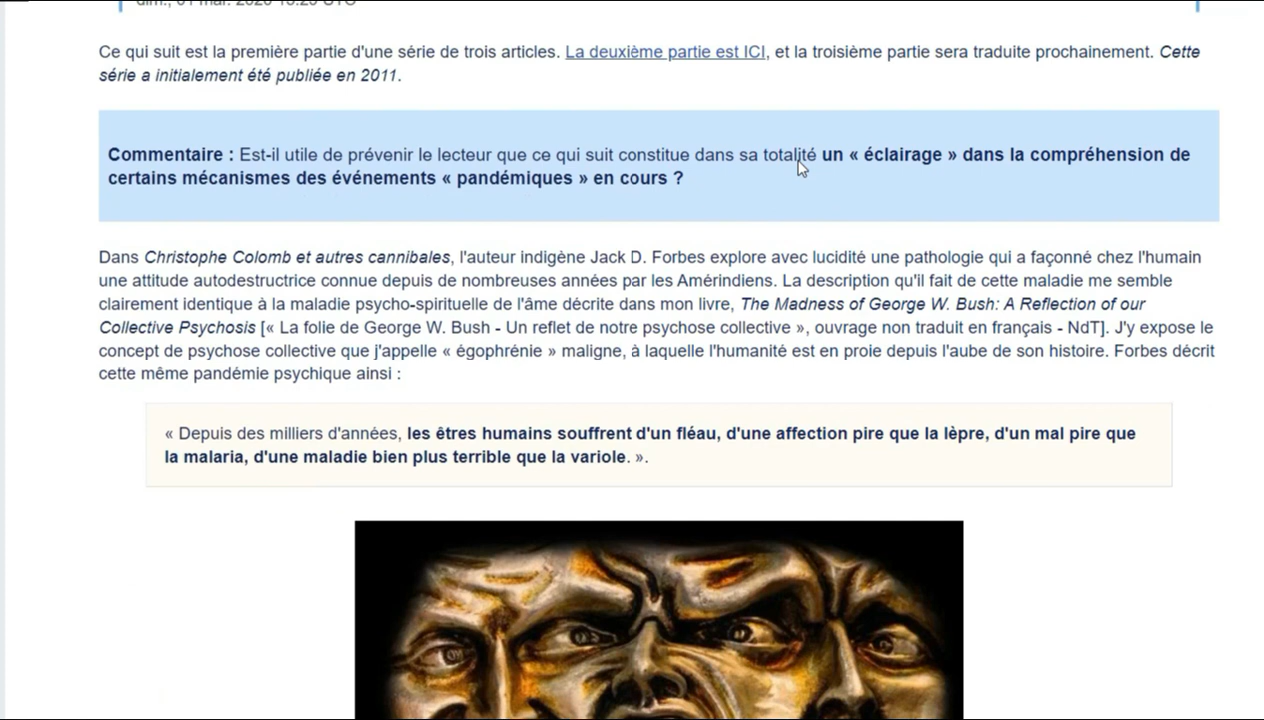 dim., 01 mar. 2020 15:25 UTC
Ce qui suit est la première partie d'une série de trois articles. La deuxième partie est ICI, et la troisième partie sera traduite prochainement. Cette
série a initialement été publiée en 2011.
Commentaire : Est-il utile de prévenir le lecteur que ce qui suit constitue dans sa totalité un « éclairage » dans la compréhension de
certains mécanismes des événements « pandémiques » en cours ?
Dans Christophe Colomb et autres cannibales, l'auteur indigène Jack D. Forbes explore avec lucidité une pathologie qui a façonné chez l'humain
une attitude autodestructrice connue depuis de nombreuses années par les Amérindiens. La description qu'il fait de cette maladie me semble
clairement identique à la maladie psycho-spirituelle de l'âme décrite dans mon livre, The Madness of George W. Bush: A Reflection of our
Collective Psychosis [« La folie de George W. Bush - Un reflet de notre psychose collective », ouvrage non traduit en français - NdT]. J'y expose le
concept de psychose collective que j'appelle « égophrénie » maligne, à laquelle l'humanité est en proie depuis l'aube de son histoire. Forbes décrit
cette même pandémie psychique ainsi :
« Depuis des milliers d'années, les êtres humains souffrent d'un fléau, d'une affection pire que la lèpre, d'un mal pire que
la malaria, d'une maladie bien plus terrible que la variole. ».